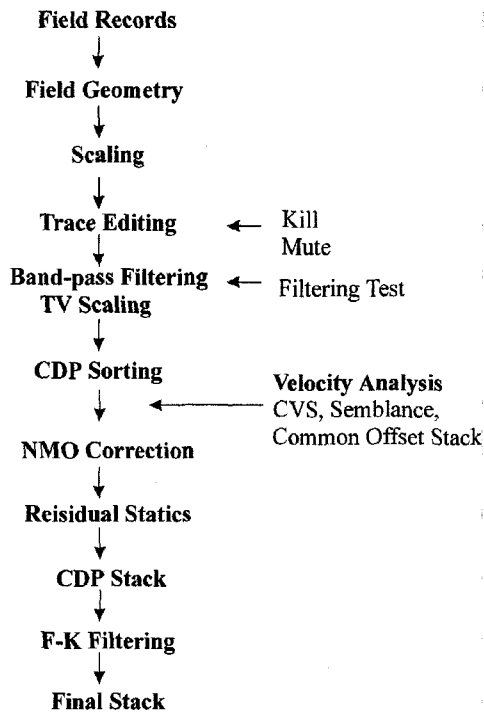 Field Records
Field Geometry
Scaling
Trace Editing
Kill
Mute
Band-pass Filtering
TV Scaling
Filtering Test
CDP Sorting
Velocity Analysis
CVS, Semblance,
Common Offset Stack
NMO Correction
Reisidual Statics
CDP Stack
F-K Filtering
Final Stack